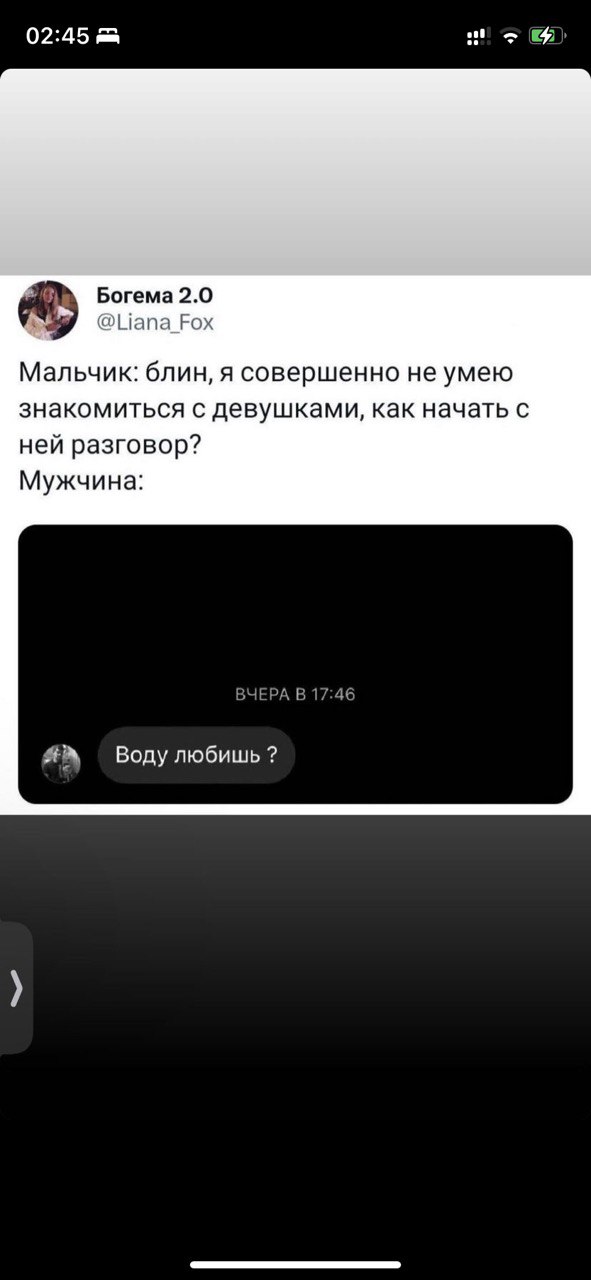 02:45
Богема 2.0
@Liana_Fox
Мальчик: блин, я совершенно не умею
знакомиться с девушками, как начать с
ней разговор?
Мужчина:
ВЧЕРА В 17:46
Воду любишь ?